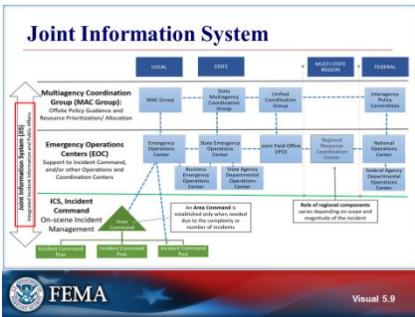 Joint Information System
LOCAL
STATE
MULTI-STATE
REGION
FEDERAL
Multiagency Coordination
Group (MAC Group):
Offsite Policy Guidance and
Resource Prioritization/ Allocation
MAC Group
State
Multiagency
Coordination
Group
Unified
Coordination
Group
Interagency
Policy
Committees
Joint Information System (JIS)
Integrated Incident Information and Public Affairs
Emergency Operations
Centers (EOC)
Support to Incident Command,
and/or other Operations and
Coordination Centers
Emergency
Operations
Center
State Emergency
Operations
Center
Joint Field Office
(JFO)
Regional
Response
Coordination
Center
National
Operations
Center
Business
Emergency
Operations
Center
State Agency
Departmental
Operations
Center
Federal Agency
Departmental
Operations
Center
ICS, Incident
Command
On-scene Incident
Management
Area
Command
An Area Command is
established only when needed
due to the complexity or
number of incidents
Role of regional components
varies depending on scope and
magnitude of the incident
Incident Command
Post
Incident Command
Post
Incident Command
Post
FEMA
Visual 5.9